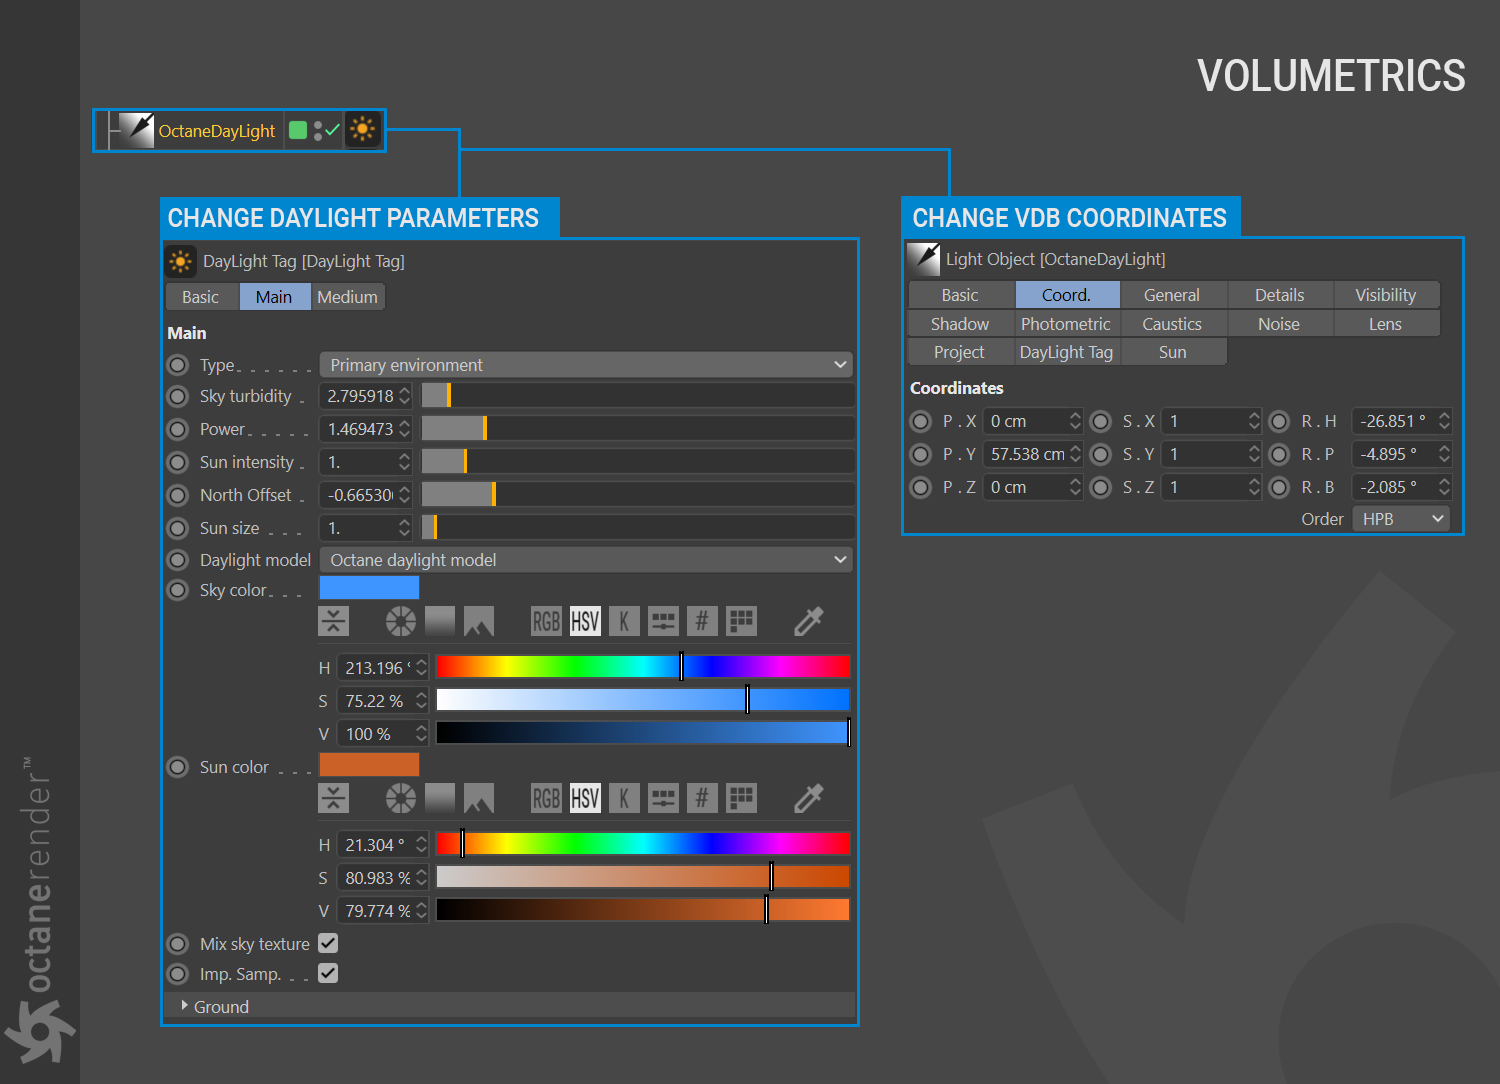 VOLUMETRICS
OctaneDayLight
CHANGE DAYLIGHT PARAMETERS
DayLight Tag [DayLight Tag]
Basic Main Medium
Main
Type Primary environment
Sky turbidity 2.795918
Power 1.469473
Sun intensity 1.
North Offset -0.66530
Sun size 1.
Daylight model Octane daylight model
Sky color
RGB HSV K #
H 213.196 °
S 75.22 %
V 100 %
Sun color
RGB HSV K #
H 21.304 °
S 80.983 %
V 79.774 %
Mix sky texture
Imp. Samp.
Ground
CHANGE VDB COORDINATES
Light Object [OctaneDayLight]
Basic Coord. General Details Visibility
Shadow Photometric Caustics Noise Lens
Project DayLight Tag Sun
Coordinates
P . X 0 cm S . X 1 R . H -26.851 °
P . Y 57.538 cm S . Y 1 R . P -4.895 °
P . Z 0 cm S . Z 1 R . B -2.085 °
Order HPB
octanerender™